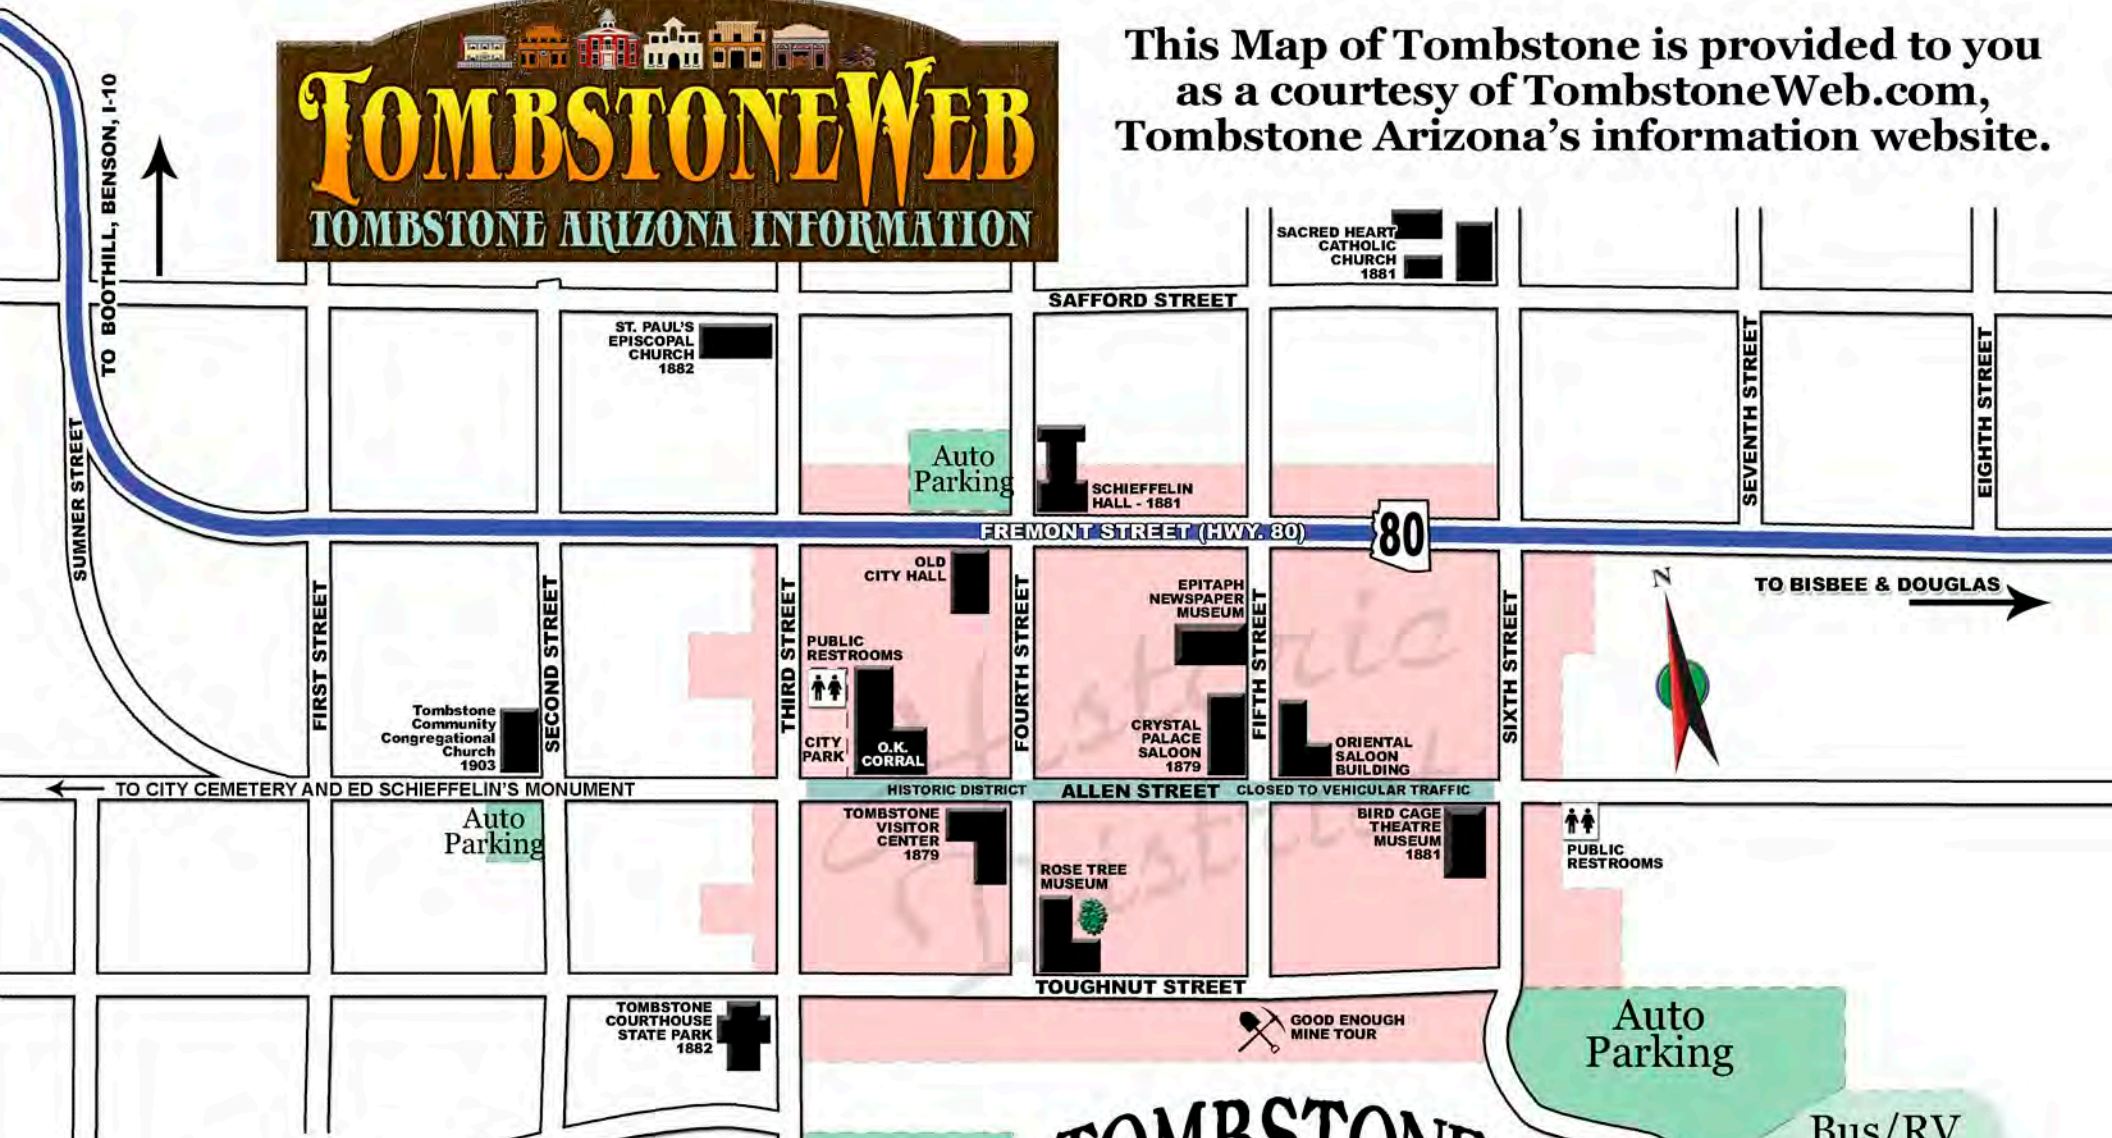 TOMBSTONEWEB
TOMBSTONE ARIZONA INFORMATION
This Map of Tombstone is provided to you
as a courtesy of TombstoneWeb.com,
Tombstone Arizona's information website.
TO BOOTHILL, BENSON, I-10
SACRED HEART
CATHOLIC
CHURCH
1881
SAFFORD STREET
ST. PAUL'S
EPISCOPAL
CHURCH
1882
SUMNER STREET
SEVENTH STREET
EIGHTH STREET
Auto
Parking
SCHIEFFELIN
HALL - 1881
FREMONT STREET (HWY. 80)
80
TO BISBEE & DOUGLAS
N
FIRST STREET
SECOND STREET
THIRD STREET
FOURTH STREET
FIFTH STREET
SIXTH STREET
OLD
CITY HALL
EPITAPH
NEWSPAPER
MUSEUM
PUBLIC
RESTROOMS
Historic
District
Tombstone
Community
Congregational
Church
1903
CITY
PARK
O.K.
CORRAL
CRYSTAL
PALACE
SALOON
1879
ORIENTAL
SALOON
BUILDING
TO CITY CEMETERY AND ED SCHIEFFELIN'S MONUMENT
HISTORIC DISTRICT
ALLEN STREET
CLOSED TO VEHICULAR TRAFFIC
Auto
Parking
TOMBSTONE
VISITOR
CENTER
1879
BIRD CAGE
THEATRE
MUSEUM
1881
PUBLIC
RESTROOMS
ROSE TREE
MUSEUM
TOUGHNUT STREET
TOMBSTONE
COURTHOUSE
STATE PARK
1882
GOOD ENOUGH
MINE TOUR
Auto
Parking
Bus/RV
TOMBSTONE